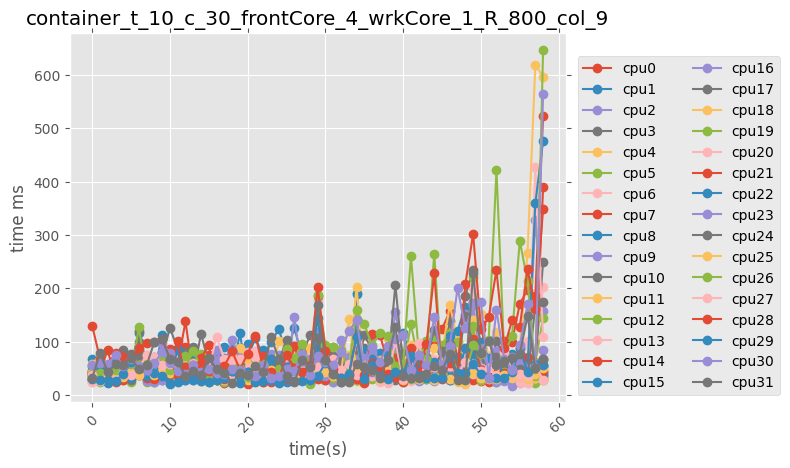 container_t_10_c_30_frontCore_4_wrkCore_1_R_800_col_9
time ms
600
500
400
300
200
100
0
0 10 20 30 40 50 60
time(s)
cpu0 cpu16
cpu1 cpu17
cpu2 cpu18
cpu3 cpu19
cpu4 cpu20
cpu5 cpu21
cpu6 cpu22
cpu7 cpu23
cpu8 cpu24
cpu9 cpu25
cpu10 cpu26
cpu11 cpu27
cpu12 cpu28
cpu13 cpu29
cpu14 cpu30
cpu15 cpu31